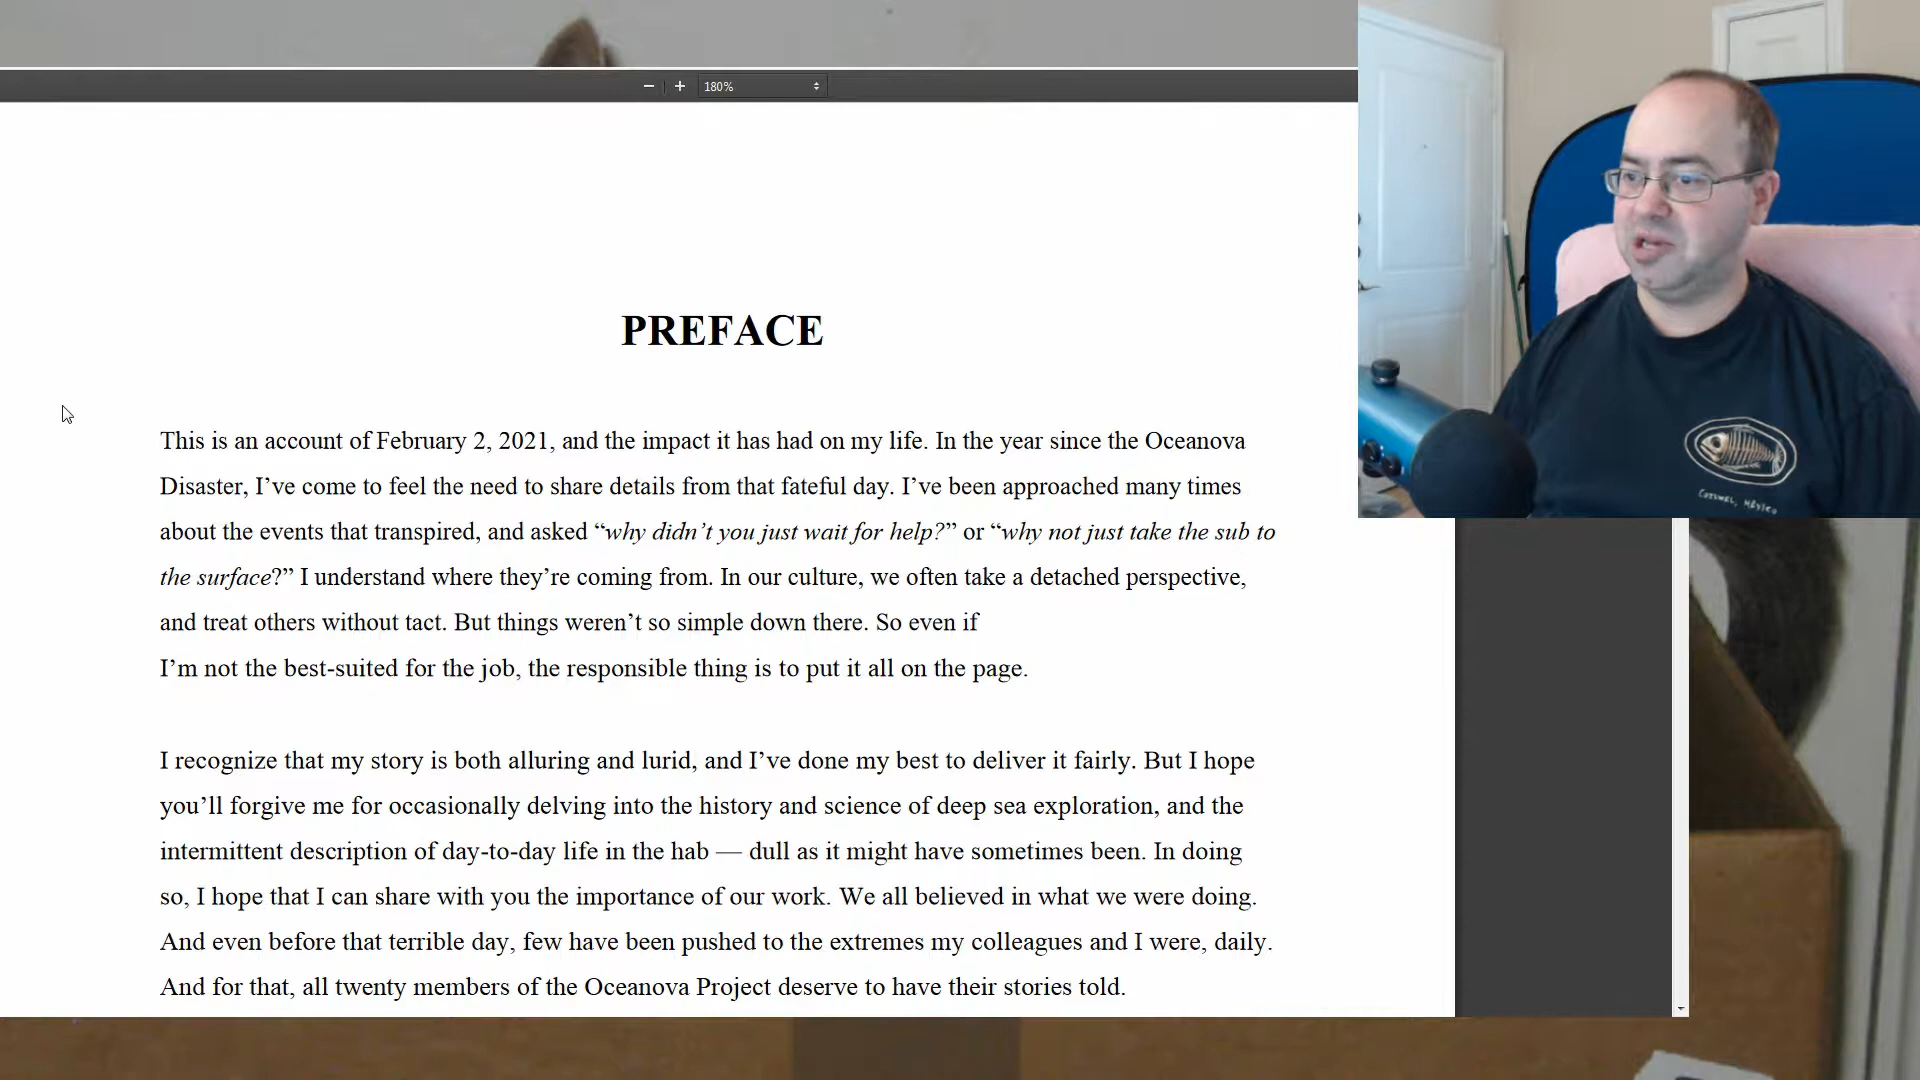 180%
PREFACE
This is an account of February 2, 2021, and the impact it has had on my life. In the year since the Oceanova
Disaster, I’ve come to feel the need to share details from that fateful day. I’ve been approached many times
about the events that transpired, and asked “why didn’t you just wait for help?” or “why not just take the sub to
the surface?” I understand where they’re coming from. In our culture, we often take a detached perspective,
and treat others without tact. But things weren’t so simple down there. So even if
I’m not the best-suited for the job, the responsible thing is to put it all on the page.
I recognize that my story is both alluring and lurid, and I’ve done my best to deliver it fairly. But I hope
you’ll forgive me for occasionally delving into the history and science of deep sea exploration, and the
intermittent description of day-to-day life in the hab — dull as it might have sometimes been. In doing
so, I hope that I can share with you the importance of our work. We all believed in what we were doing.
And even before that terrible day, few have been pushed to the extremes my colleagues and I were, daily.
And for that, all twenty members of the Oceanova Project deserve to have their stories told.
COZUMEL, MÉXICO